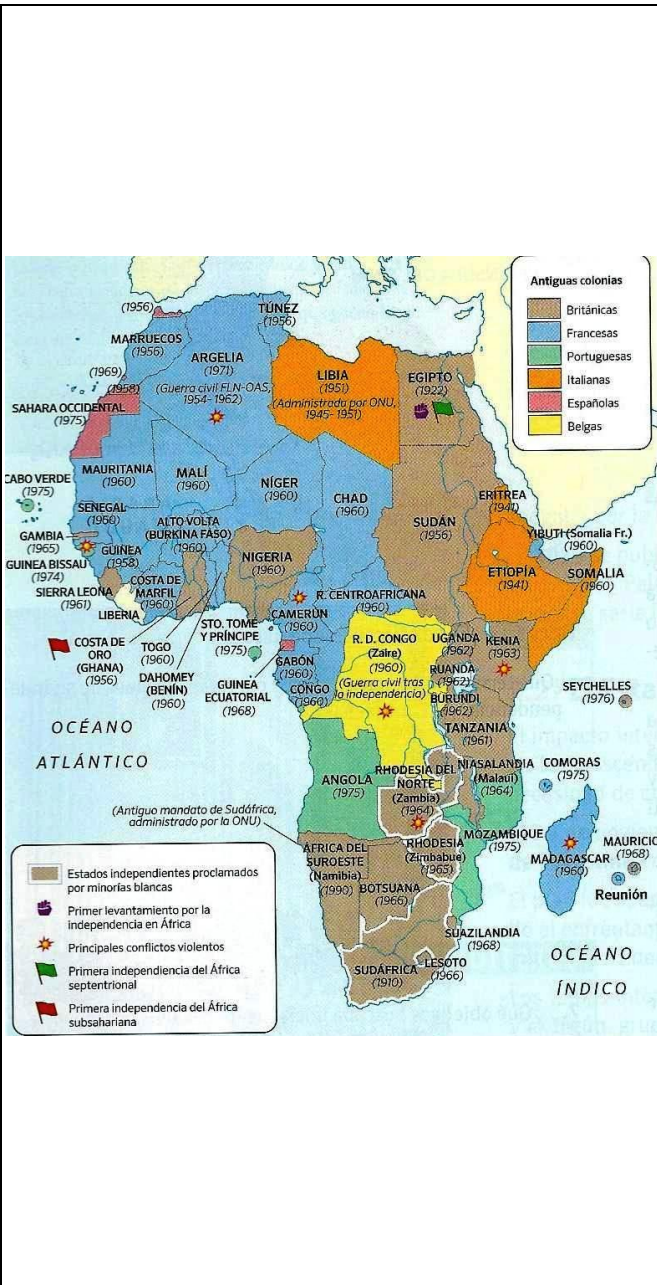 Antiguas colonias
Británicas
Francesas
Portuguesas
Italianas
Españolas
Belgas
(1956)
TÚNEZ
(1956)
MARRUECOS
(1956)
ARGELIA
(1971)
(Guerra civil FLN-OAS,
1954- 1962)
LIBIA
(1951)
(Administrada por ONU,
1945- 1951)
EGIPTO
(1922)
(1969)
(1958)
SAHARA OCCIDENTAL
(1975)
MAURITANIA
(1960)
MALÍ
(1960)
NÍGER
(1960)
CHAD
(1960)
SUDÁN
(1956)
ERITREA
(1941)
CABO VERDE
(1975)
SENEGAL
(1960)
ALTO VOLTA
(BURKINA FASO)
(1960)
YIBUTI (Somalia Fr.)
(1960)
GAMBIA
(1965)
GUINEA
(1958)
NIGERIA
(1960)
ETIOPÍA
(1941)
SOMALIA
(1960)
GUINEA BISSAU
(1974)
SIERRA LEONA
(1961)
COSTA DE
MARFIL
(1960)
LIBERIA
CAMERÚN
(1960)
R. CENTROAFRICANA
(1960)
STO. TOMÉ
Y PRÍNCIPE
(1975)
COSTA DE
ORO
(GHANA)
(1956)
TOGO
(1960)
DAHOMEY
(BENÍN)
(1960)
GUINEA
ECUATORIAL
(1968)
GABÓN
(1960)
CONGO
(1960)
R. D. CONGO
(Zaire)
(1960)
(Guerra civil tras
la independencia)
UGANDA
(1962)
KENIA
(1963)
RUANDA
(1962)
BURUNDI
(1962)
TANZANIA
(1961)
SEYCHELLES
(1976)
OCÉANO
ATLÁNTICO
ANGOLA
(1975)
RHODESIA DEL
NORTE
(Zambia)
(1964)
NIASALANDIA
(Malaui)
(1964)
COMORAS
(1975)
(Antiguo mandato de Sudáfrica,
administrado por la ONU)
MOZAMBIQUE
(1975)
RHODESIA
(Zimbabue)
(1965)
ÁFRICA DEL
SUROESTE
(Namibia)
(1990)
BOTSUANA
(1966)
MADAGASCAR
(1960)
MAURICIO
(1968)
Reunión
SUAZILANDIA
(1968)
LESOTO
(1966)
SUDÁFRICA
(1910)
OCÉANO
ÍNDICO
Estados independientes proclamados
por minorías blancas
Primer levantamiento por la
independencia en África
Principales conflictos violentos
Primera independiencia del África
septentrional
Primera independencia del África
subsahariana